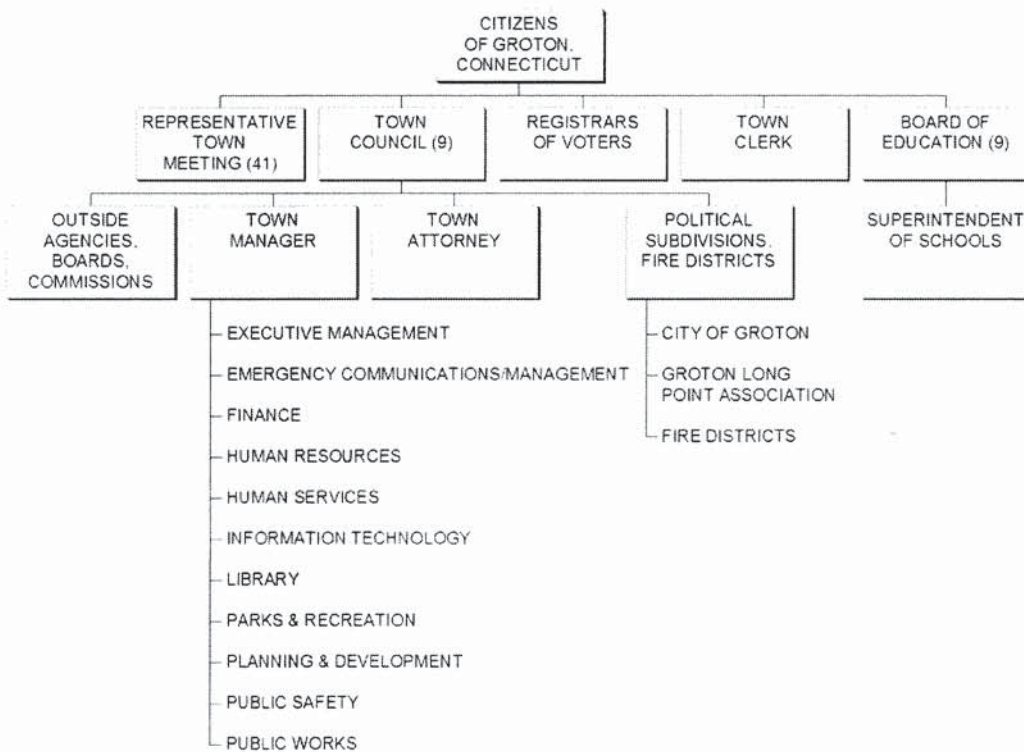 CITIZENS
OF GROTON,
CONNECTICUT
REPRESENTATIVE
TOWN
MEETING (41)
TOWN
COUNCIL (9)
REGISTRARS
OF VOTERS
TOWN
CLERK
BOARD OF
EDUCATION (9)
OUTSIDE
AGENCIES,
BOARDS,
COMMISSIONS
TOWN
MANAGER
TOWN
ATTORNEY
POLITICAL
SUBDIVISIONS,
FIRE DISTRICTS
SUPERINTENDENT
OF SCHOOLS
EXECUTIVE MANAGEMENT
EMERGENCY COMMUNICATIONS/MANAGEMENT
FINANCE
HUMAN RESOURCES
HUMAN SERVICES
INFORMATION TECHNOLOGY
LIBRARY
PARKS & RECREATION
PLANNING & DEVELOPMENT
PUBLIC SAFETY
PUBLIC WORKS
CITY OF GROTON
GROTON LONG
POINT ASSOCIATION
FIRE DISTRICTS